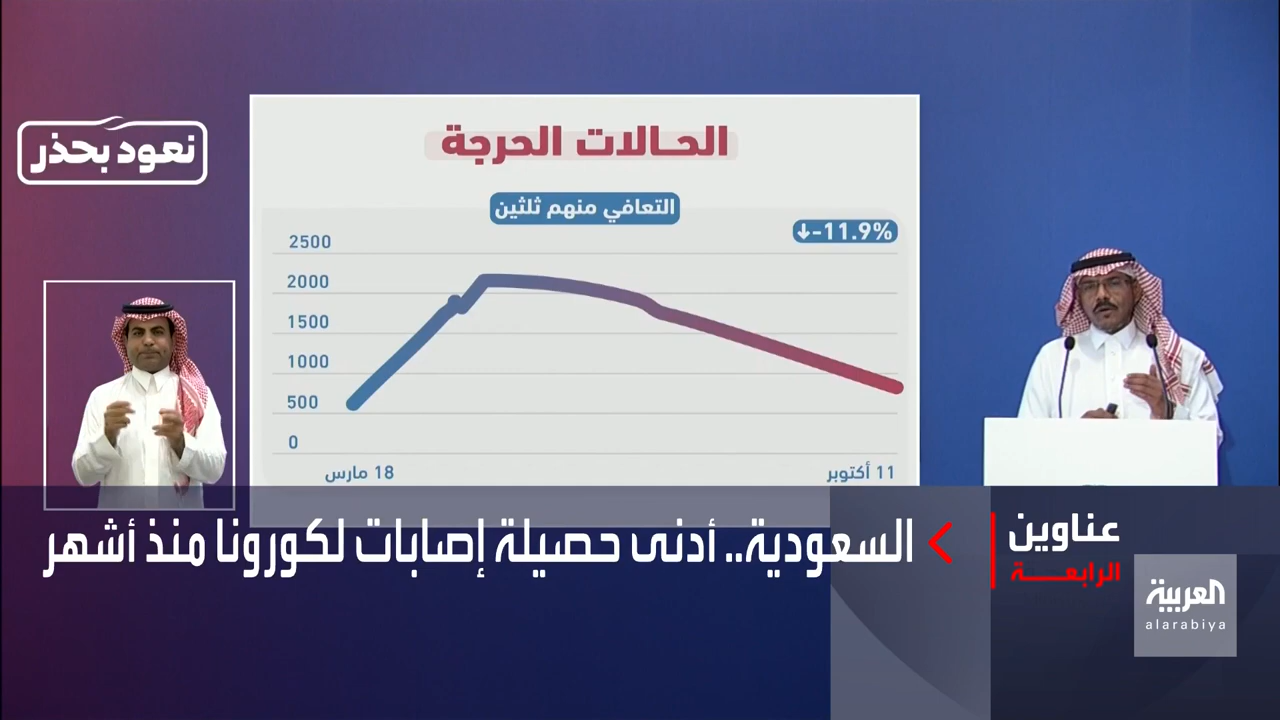 نعود بحذر
الحالات الحرجة
التعافي منهم ثلثين
↓-11.9%
2500
2000
1500
1000
500
0
18 مارس
11 أكتوبر
عناوين
الرابعة
السعودية.. أدنى حصيلة إصابات لكورونا منذ أشهر
العربية
alarabiya